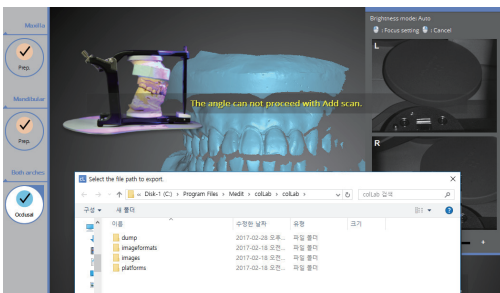 Maxilla
Prep.
Mandibular
Prep.
Both arches
Occlusal
Brightness mode: Auto
: Focus setting : Cancel
L
R
The angle can not proceed with Add scan.
Select the file path to export.
« Disk-1 (C:) › Program Files › Medit › colLab › colLab ›
colLab 검색
구성 새 폴더
이름 수정한 날짜 유형 크기
dump 2017-02-28 오후... 파일 폴더
imageformats 2017-02-18 오전... 파일 폴더
images 2017-02-18 오전... 파일 폴더
platforms 2017-02-18 오전... 파일 폴더